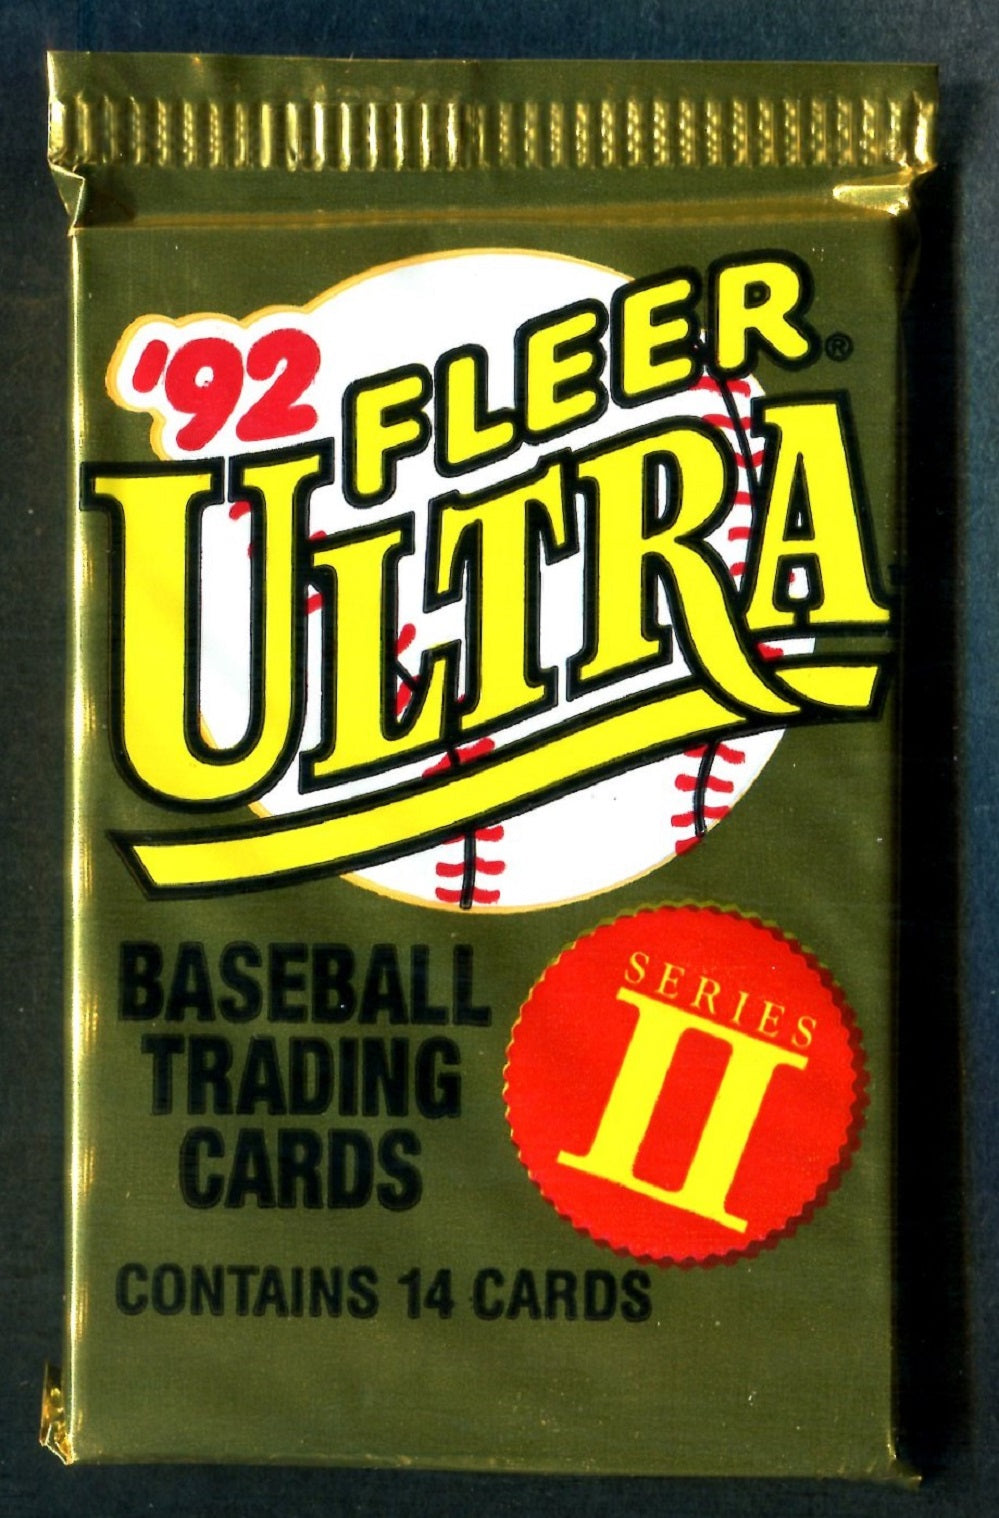 '92 FLEER®
ULTRA
BASEBALL
TRADING
CARDS
SERIES
II
CONTAINS 14 CARDS